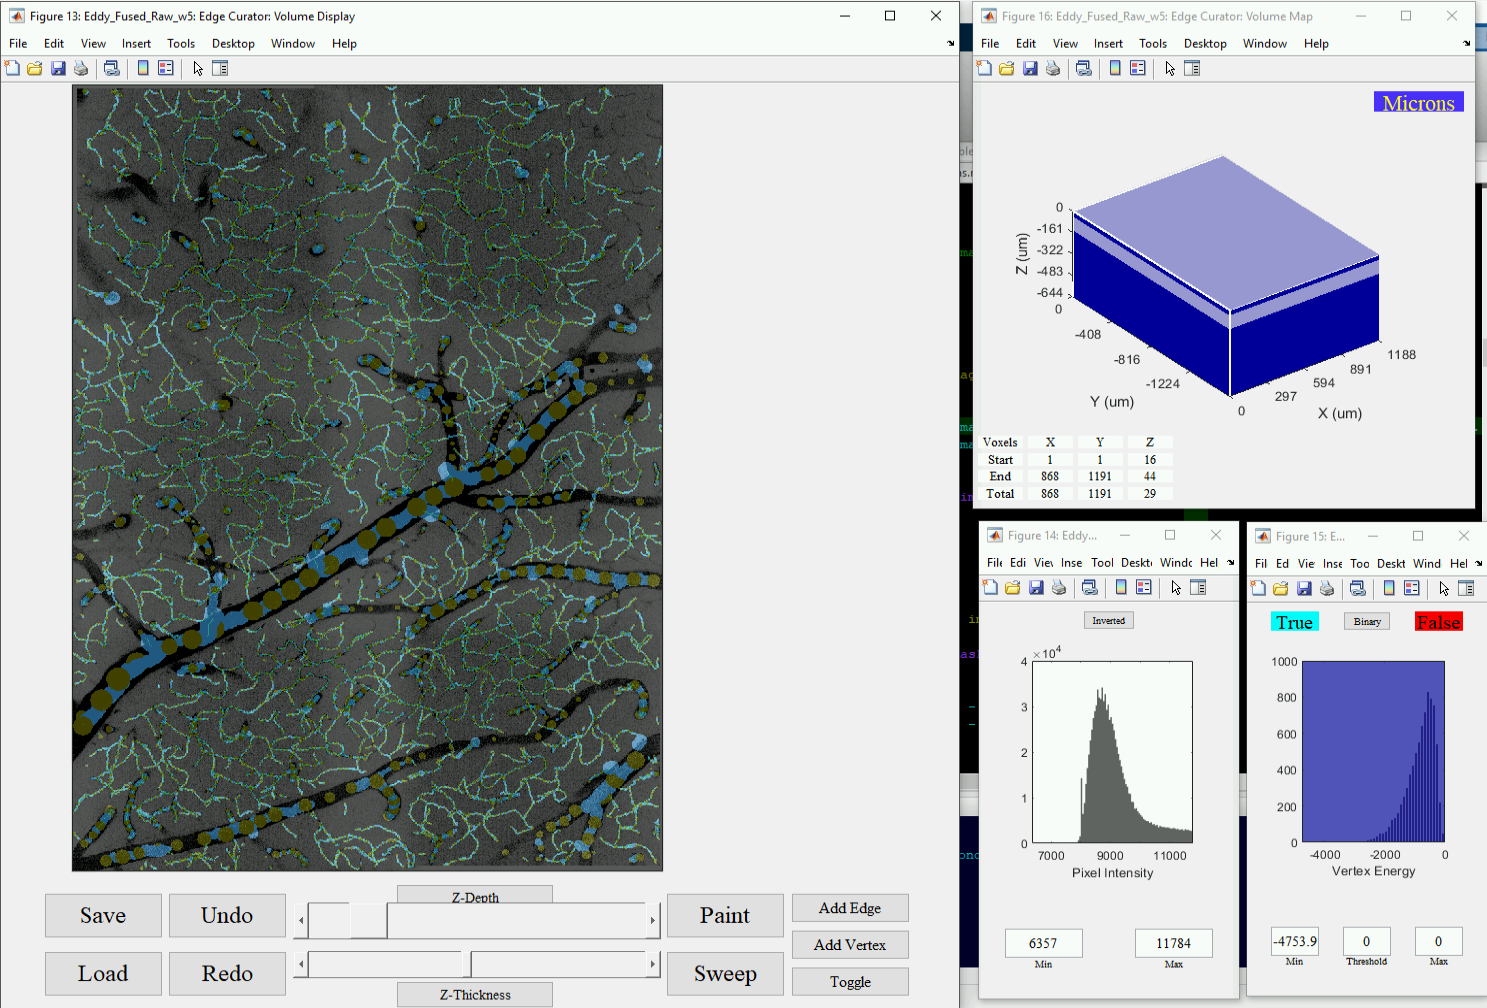 Figure 13: Eddy_Fused_Raw_w5: Edge Curator: Volume Display
File Edit View Insert Tools Desktop Window Help
Z-Depth
Save Undo Paint Add Edge
Add Vertex
Load Redo Sweep Toggle
Z-Thickness
Figure 16: Eddy_Fused_Raw_w5: Edge Curator: Volume Map
File Edit View Insert Tools Desktop Window Help
Microns
0
-161
-322
-483
-644
Z (um)
0
-408
-816
-1224
Y (um)
0
297
594
891
1188
X (um)
Voxels X Y Z
Start 1 1 16
End 868 1191 44
Total 868 1191 29
Figure 14: Eddy...
File Edi Vie Inse Tool Deskt Windc Hel
Inverted
×10^4
4
3
2
1
0
7000 9000 11000
Pixel Intensity
6357 11784
Min Max
Figure 15: E...
Fil Ed Vie Insc Too Deskt Wind Hel
True Binary False
1000
800
600
400
200
0
-4000 -2000 0
Vertex Energy
-4753.9 0 0
Min Threshold Max